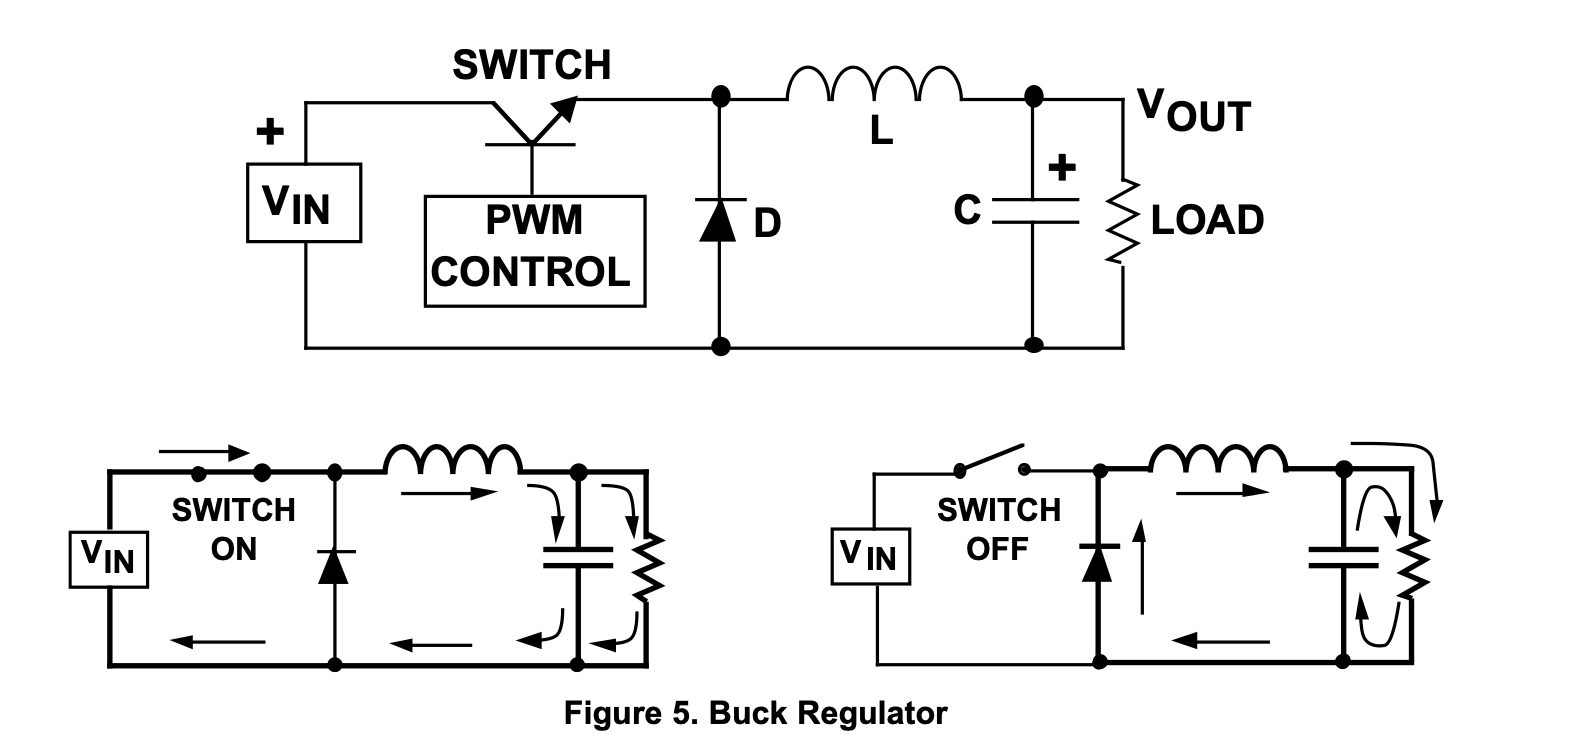 SWITCH
+
VIN
PWM
CONTROL
D
L
C
+
VOUT
LOAD
SWITCH
ON
VIN
SWITCH
OFF
VIN
Figure 5. Buck Regulator